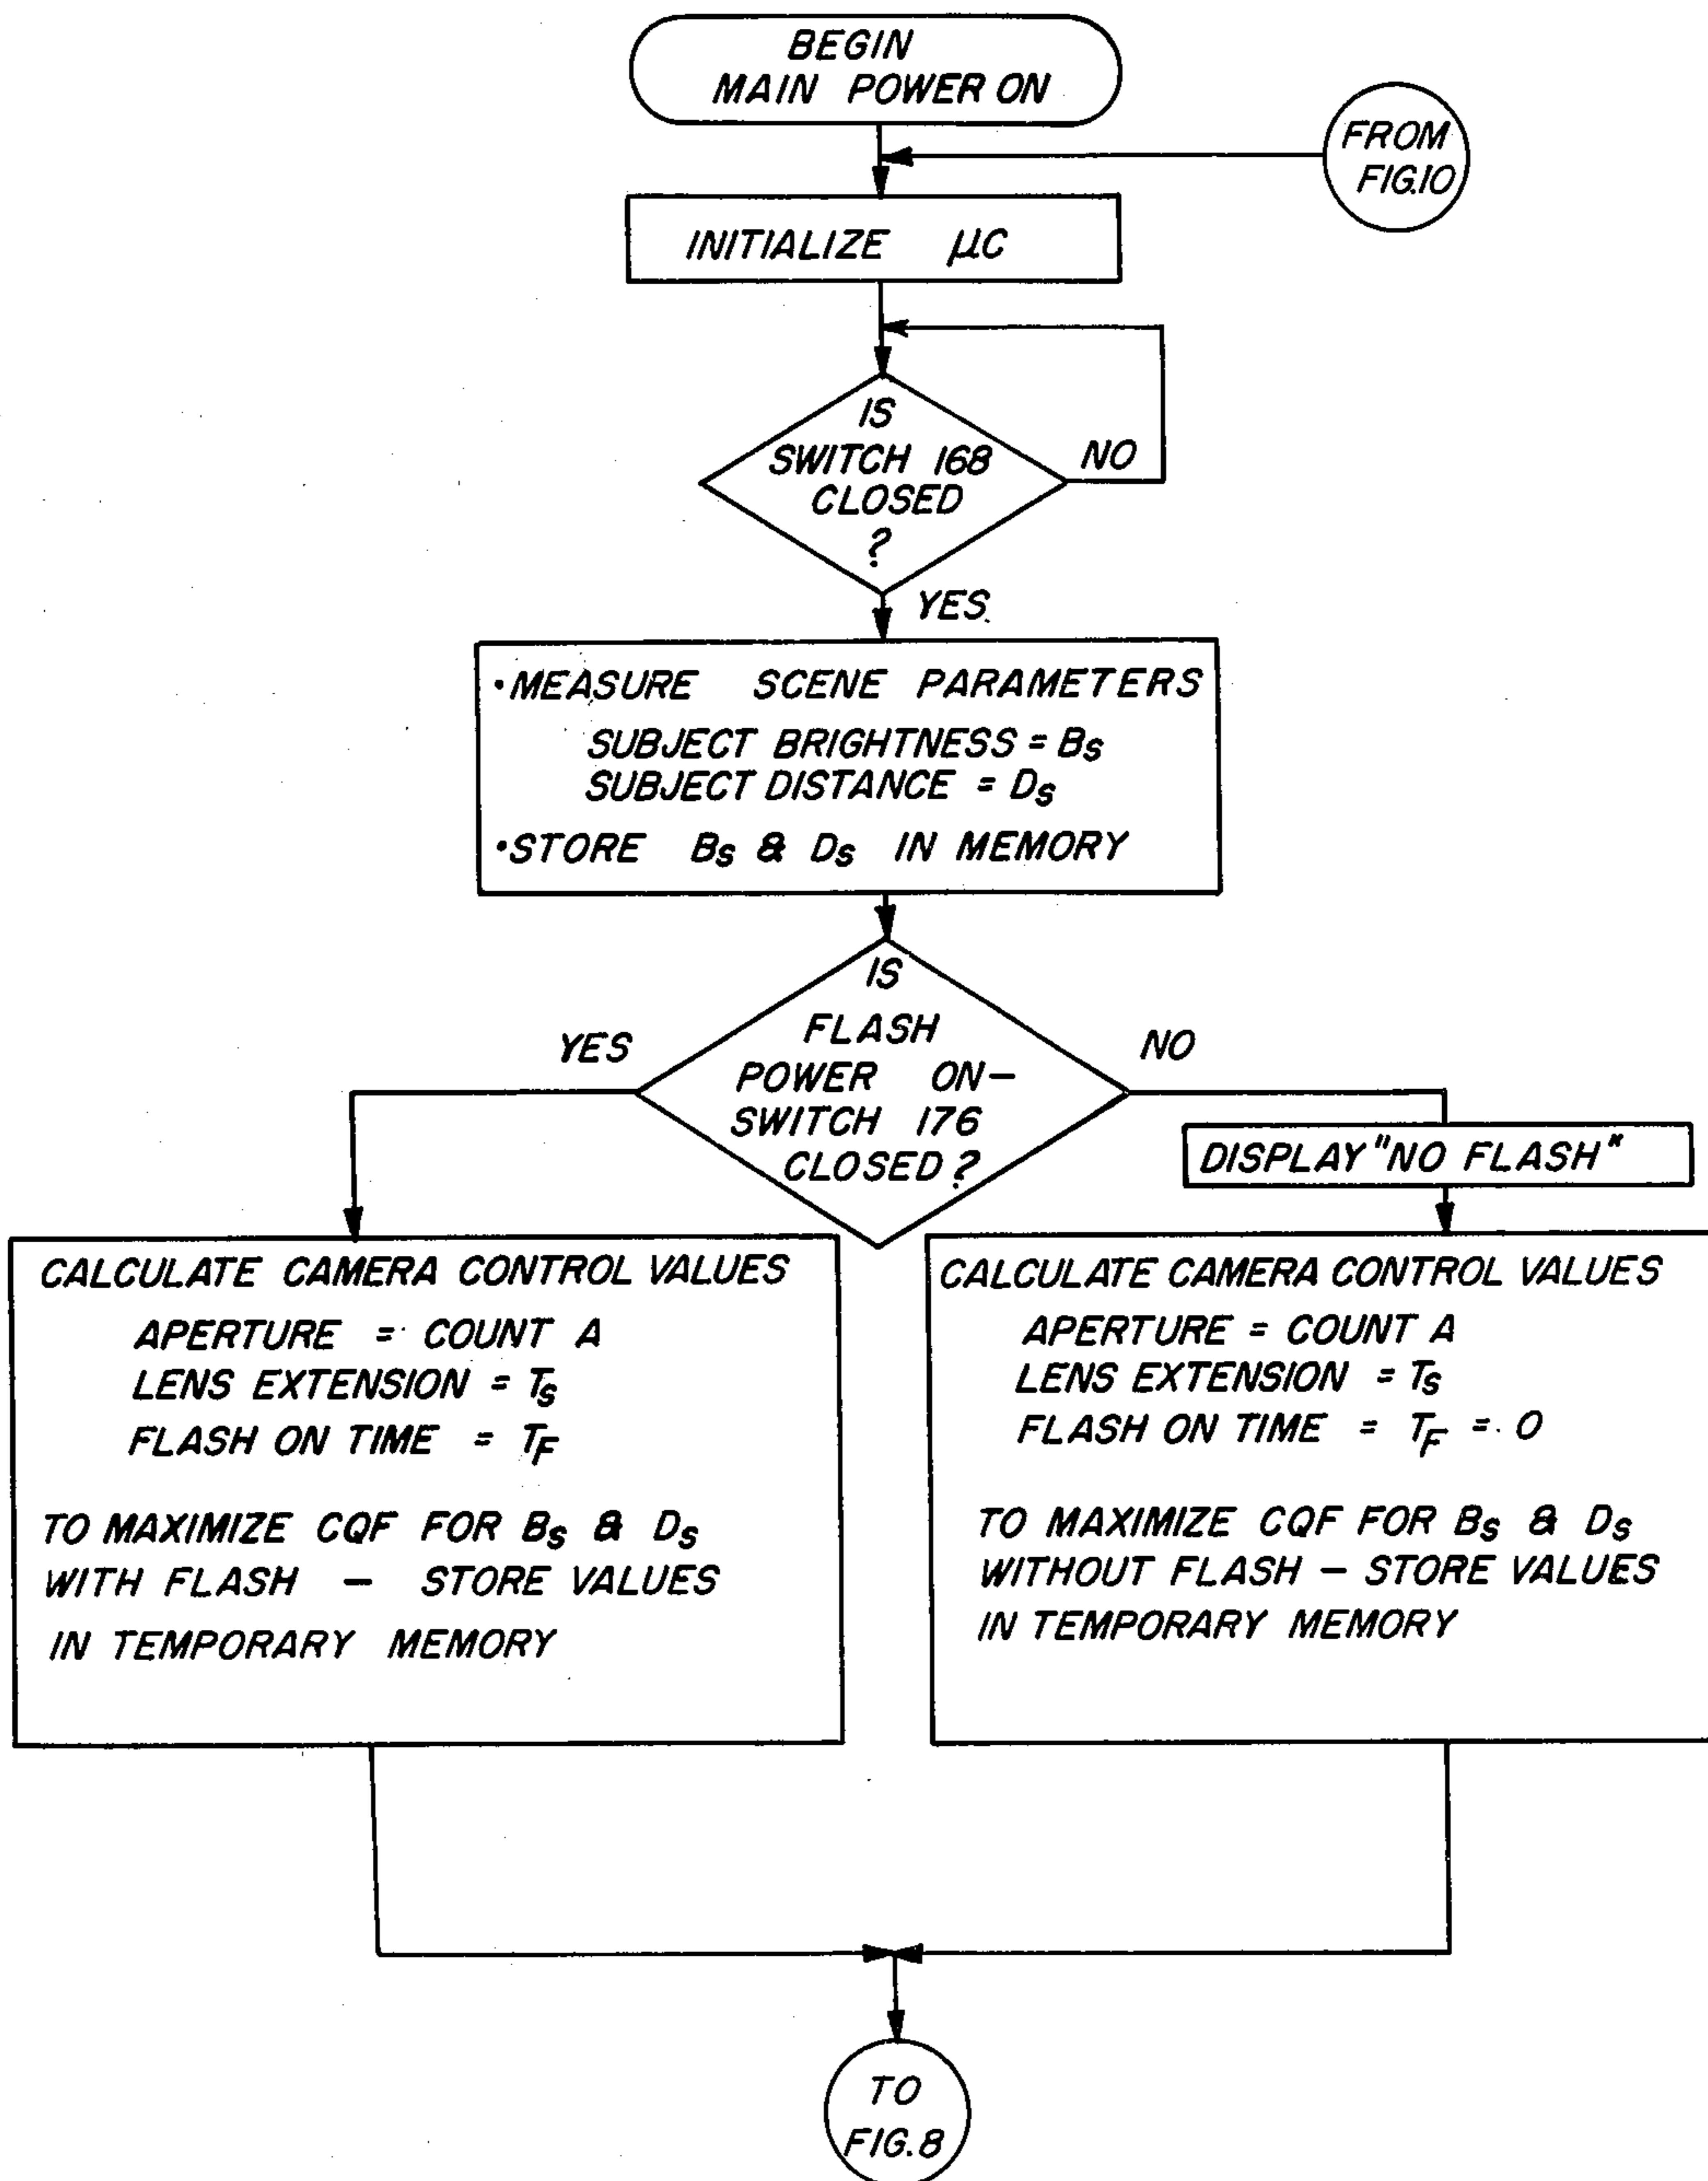 BEGIN
MAIN POWER ON
FROM
FIG.10
INITIALIZE μC
IS
SWITCH 168
CLOSED
?
NO
YES
•MEASURE SCENE PARAMETERS
SUBJECT BRIGHTNESS = BS
SUBJECT DISTANCE = DS
•STORE BS & DS IN MEMORY
IS
FLASH
POWER ON—
SWITCH 176
CLOSED?
YES
NO
DISPLAY "NO FLASH"
CALCULATE CAMERA CONTROL VALUES
APERTURE = COUNT A
LENS EXTENSION = TS
FLASH ON TIME = TF
TO MAXIMIZE CQF FOR BS & DS
WITH FLASH — STORE VALUES
IN TEMPORARY MEMORY
CALCULATE CAMERA CONTROL VALUES
APERTURE = COUNT A
LENS EXTENSION = TS
FLASH ON TIME = TF = 0
TO MAXIMIZE CQF FOR BS & DS
WITHOUT FLASH — STORE VALUES
IN TEMPORARY MEMORY
TO
FIG.8